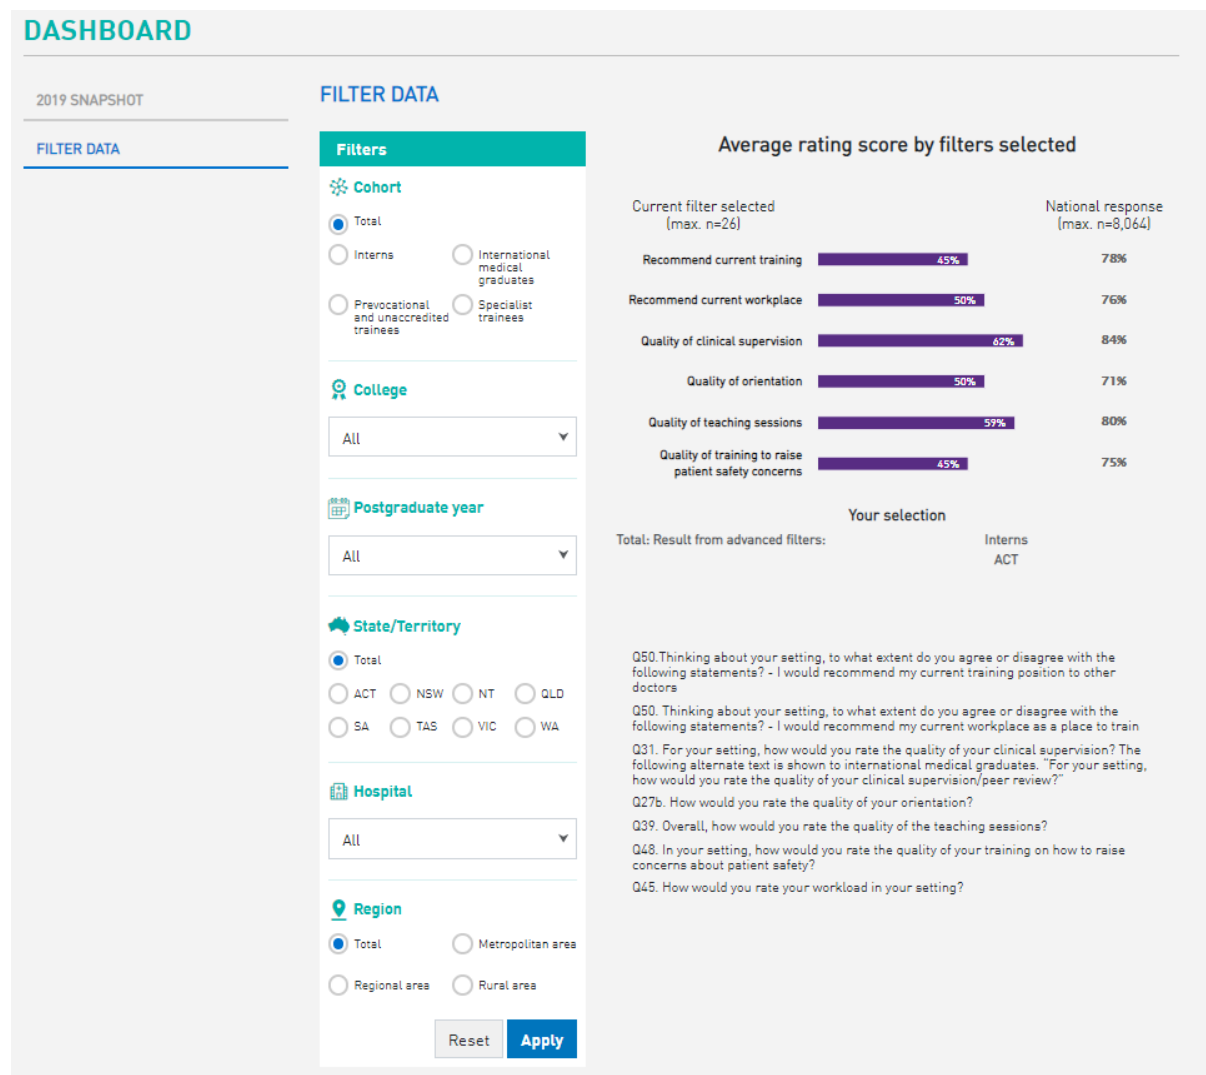 DASHBOARD
2019 SNAPSHOT
FILTER DATA
FILTER DATA
Filters
Cohort
Total
Interns
International
medical
graduates
Prevocational
and unaccredited
trainees
Specialist
trainees
College
All
Postgraduate year
All
State/Territory
Total
ACT NSW NT QLD
SA TAS VIC WA
Hospital
All
Region
Total Metropolitan area
Regional area Rural area
Reset Apply
Average rating score by filters selected
Current filter selected
(max. n=26)
National response
(max. n=8,064)
Recommend current training 45% 78%
Recommend current workplace 50% 76%
Quality of clinical supervision 62% 84%
Quality of orientation 50% 71%
Quality of teaching sessions 59% 80%
Quality of training to raise
patient safety concerns 45% 75%
Your selection
Total: Result from advanced filters: Interns
ACT
Q50.Thinking about your setting, to what extent do you agree or disagree with the
following statements? - I would recommend my current training position to other
doctors
Q50. Thinking about your setting, to what extent do you agree or disagree with the
following statements? - I would recommend my current workplace as a place to train
Q31. For your setting, how would you rate the quality of your clinical supervision? The
following alternate text is shown to international medical graduates. "For your setting,
how would you rate the quality of your clinical supervision/peer review?"
Q27b. How would you rate the quality of your orientation?
Q39. Overall, how would you rate the quality of the teaching sessions?
Q48. In your setting, how would you rate the quality of your training on how to raise
concerns about patient safety?
Q45. How would you rate your workload in your setting?